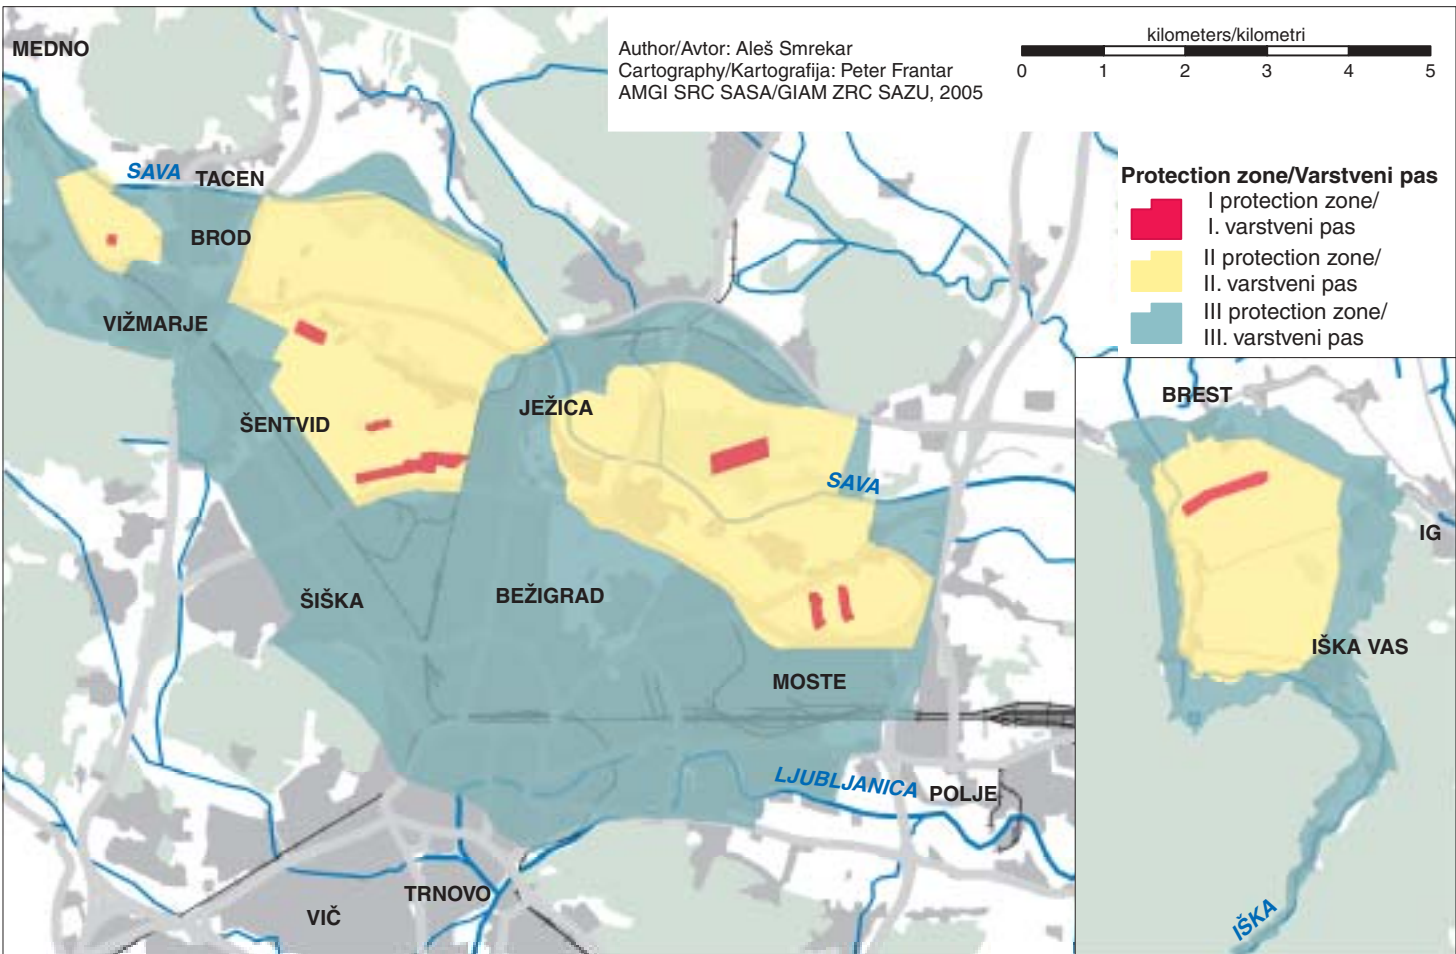 MEDNO
Author/Avtor: Aleš Smrekar
Cartography/Kartografija: Peter Frantar
AMGI SRC SASA/GIAM ZRC SAZU, 2005
kilometers/kilometri
0 1 2 3 4 5
Protection zone/Varstveni pas
I protection zone/
I. varstveni pas
II protection zone/
II. varstveni pas
III protection zone/
III. varstveni pas
SAVA
TACEN
BROD
VIŽMARJE
ŠENTVID
JEŽICA
SAVA
ŠIŠKA
BEŽIGRAD
MOSTE
LJUBLJANICA
POLJE
TRNOVO
VIČ
BREST
IG
IŠKA VAS
IŠKA